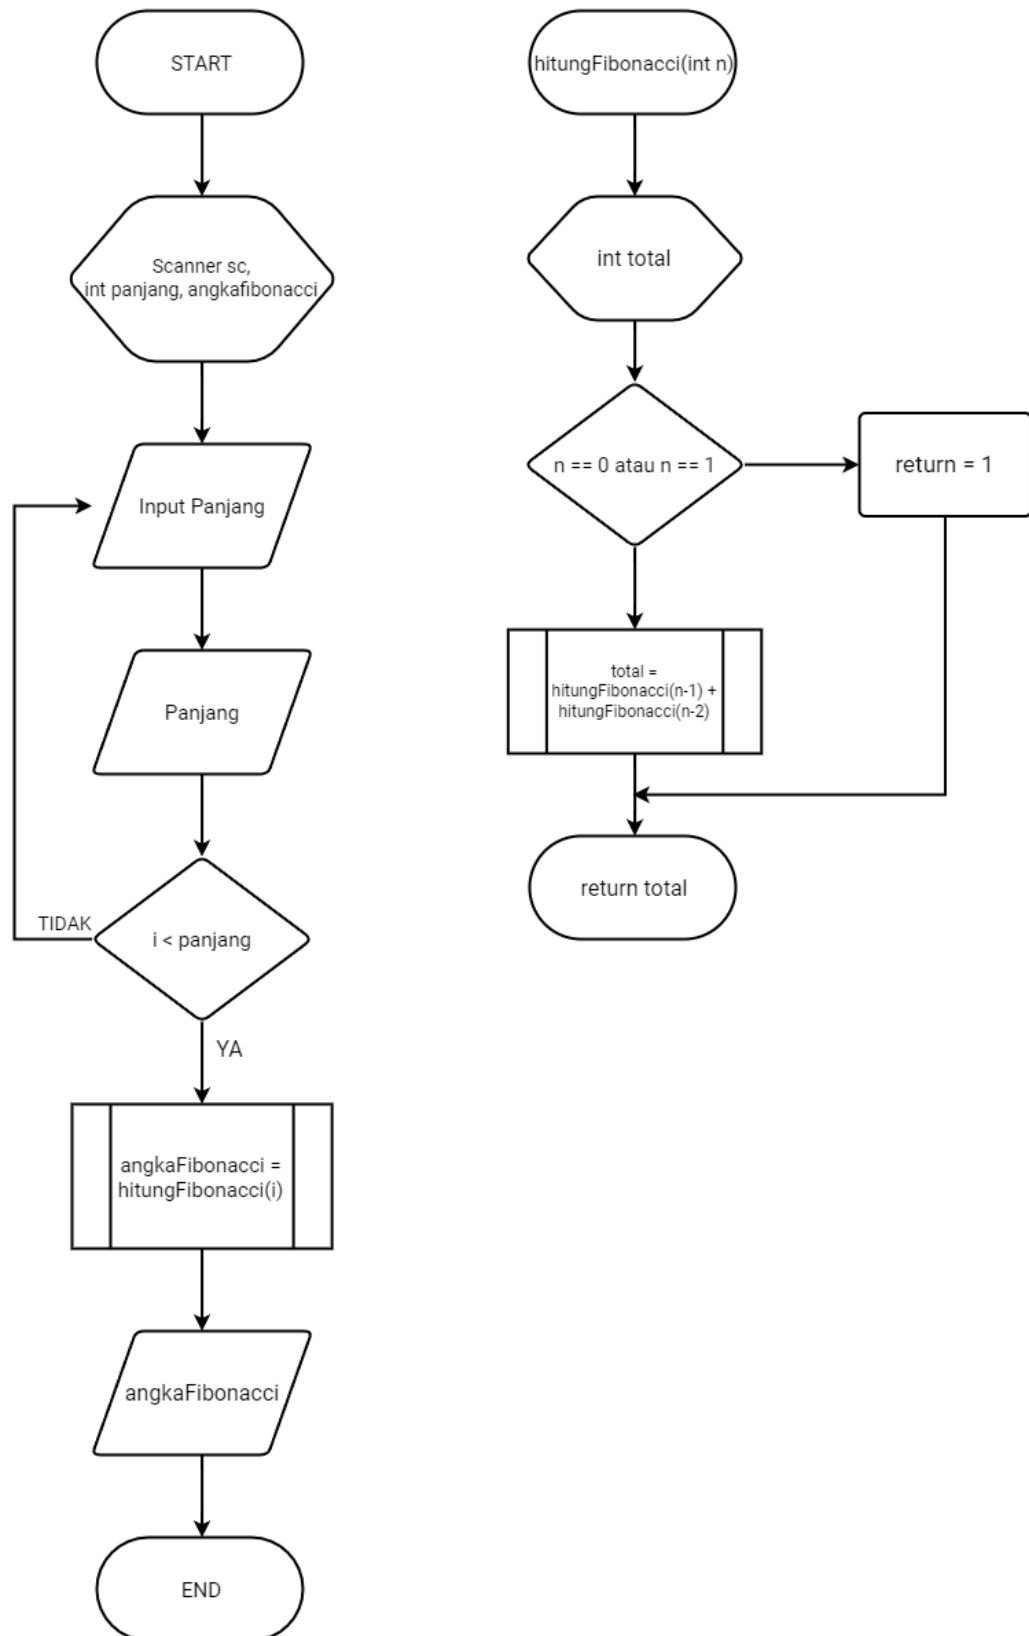 START
Scanner sc,
int panjang, angkafibonacci
Input Panjang
Panjang
i < panjang
TIDAK
YA
angkaFibonacci =
hitungFibonacci(i)
angkaFibonacci
END
hitungFibonacci(int n)
int total
n == 0 atau n == 1
return = 1
total =
hitungFibonacci(n-1) +
hitungFibonacci(n-2)
return total